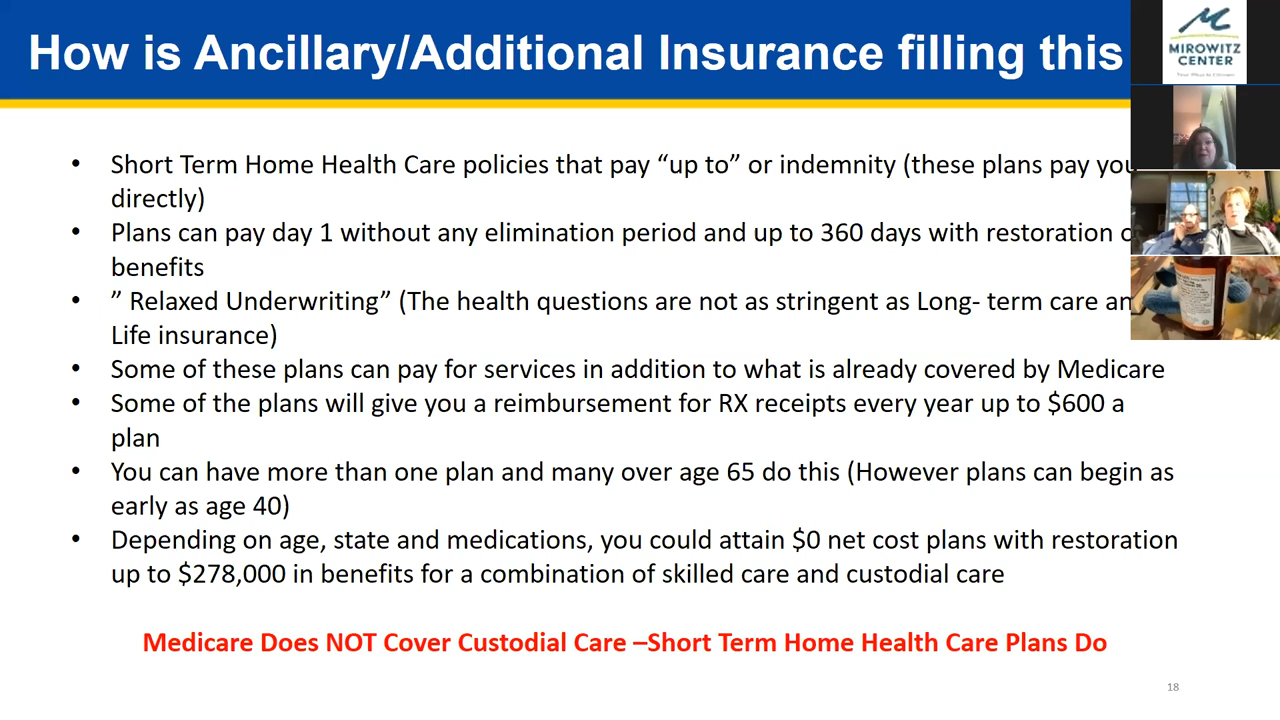 How is Ancillary/Additional Insurance filling this
MIROWITZ
CENTER
• Short Term Home Health Care policies that pay “up to” or indemnity (these plans pay you
directly)
• Plans can pay day 1 without any elimination period and up to 360 days with restoration
benefits
• ” Relaxed Underwriting” (The health questions are not as stringent as Long- term care
Life insurance)
• Some of these plans can pay for services in addition to what is already covered by Medicare
• Some of the plans will give you a reimbursement for RX receipts every year up to $600 a
plan
• You can have more than one plan and many over age 65 do this (However plans can begin as
early as age 40)
• Depending on age, state and medications, you could attain $0 net cost plans with restoration
up to $278,000 in benefits for a combination of skilled care and custodial care
Medicare Does NOT Cover Custodial Care –Short Term Home Health Care Plans Do
18